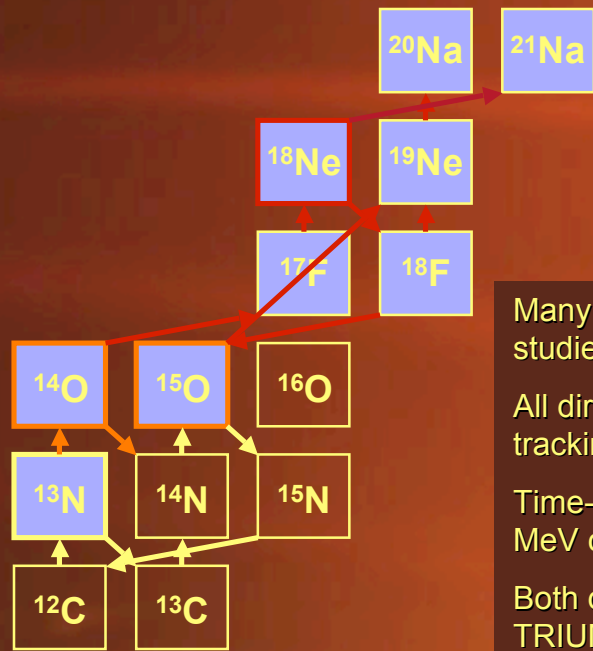 ²⁰Na ²¹Na
¹⁸Ne ¹⁹Ne
¹⁷F ¹⁸F
¹⁴O ¹⁵O ¹⁶O
¹³N ¹⁴N ¹⁵N
¹²C ¹³C
Many
studie
All dir
trackin
Time-
MeV
Both